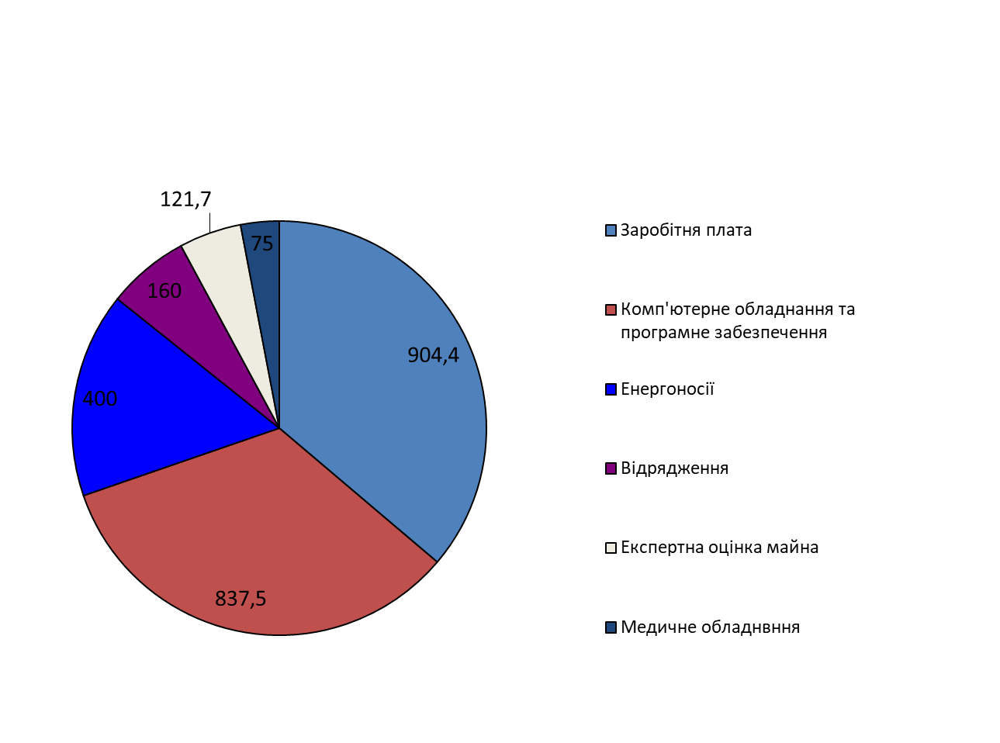 121,7
75
160
904,4
400
837,5
Заробітня плата
Комп'ютерне обладнання та
програмне забезпечення
Енергоносії
Відрядження
Експертна оцінка майна
Медичне обладнвння